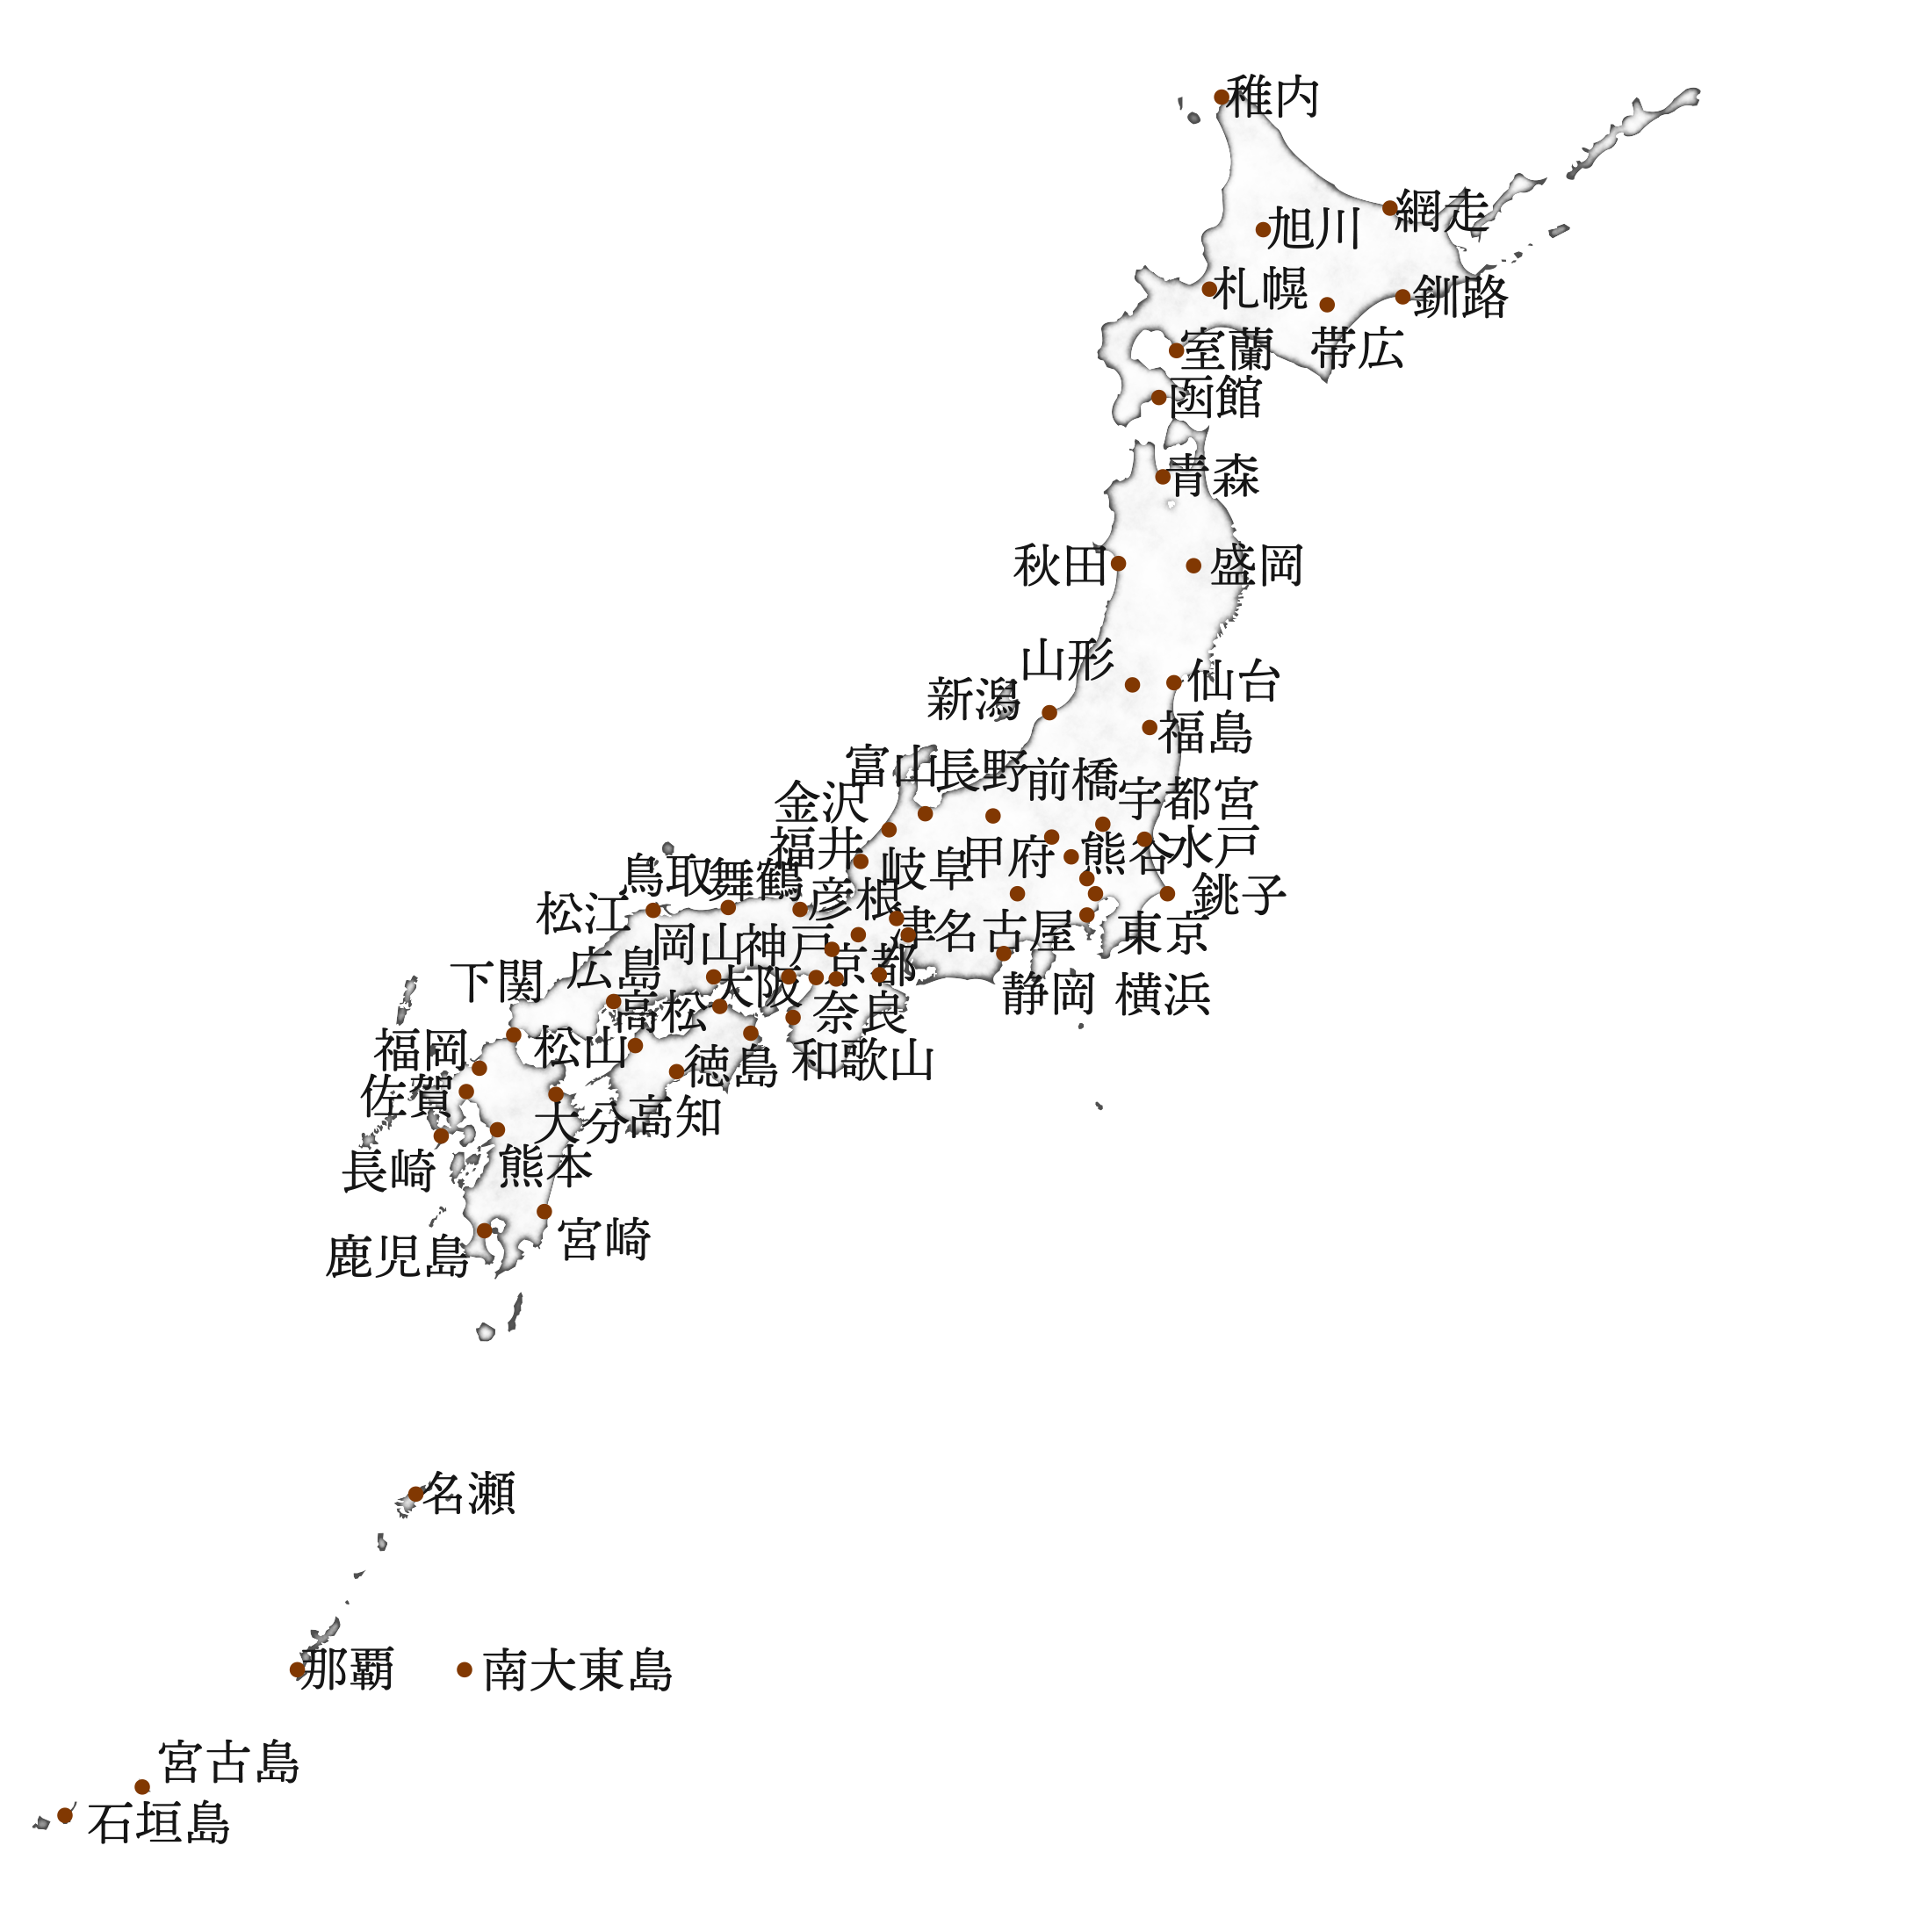 稚内
網走
旭川
札幌
釧路
帯広
室蘭
函館
青森
秋田
盛岡
山形
仙台
新潟
福島
富山
長野
前橋
宇都宮
金沢
福井
岐阜
甲府
熊谷
水戸
鳥取
舞鶴
彦根
銚子
松江
岡山
神戸
津
名古屋
東京
京都
広島
下関
大阪
静岡
横浜
高松
奈良
福岡
松山
徳島
和歌山
佐賀
大分
高知
長崎
熊本
宮崎
鹿児島
名瀬
那覇
南大東島
宮古島
石垣島